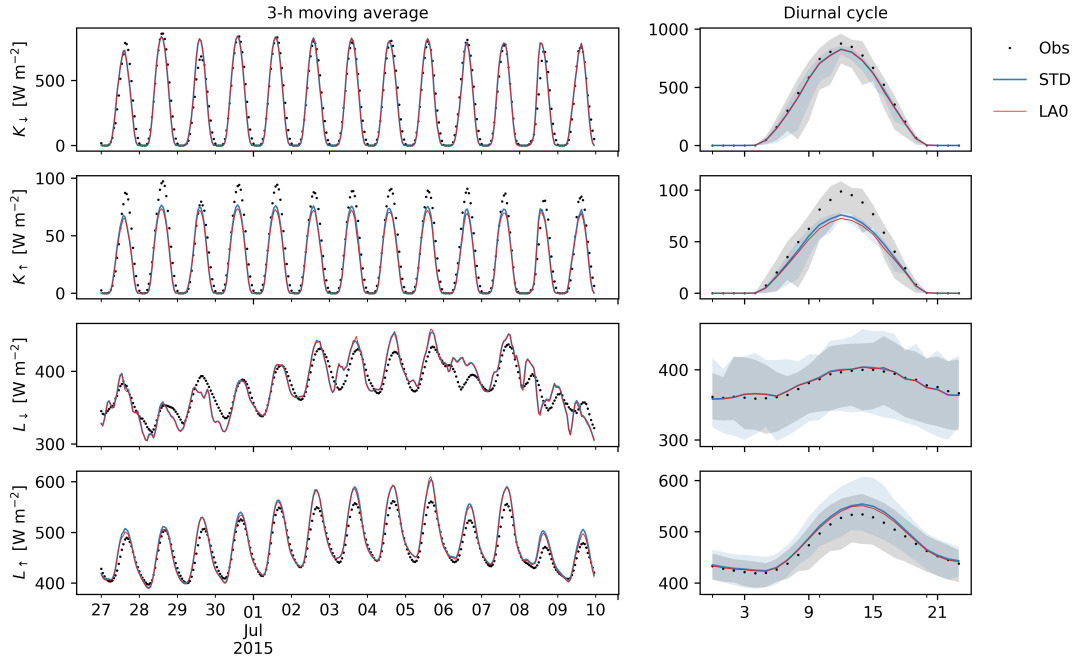 3-h moving average
Diurnal cycle
K↓ [W m−2]
500
0
1000
500
0
Obs
STD
LA0
K↑ [W m−2]
100
50
0
100
50
0
L↓ [W m−2]
400
300
400
300
L↑ [W m−2]
600
500
400
600
500
400
27 28 29 30 01 02 03 04 05 06 07 08 09 10
Jul
2015
3 9 15 21